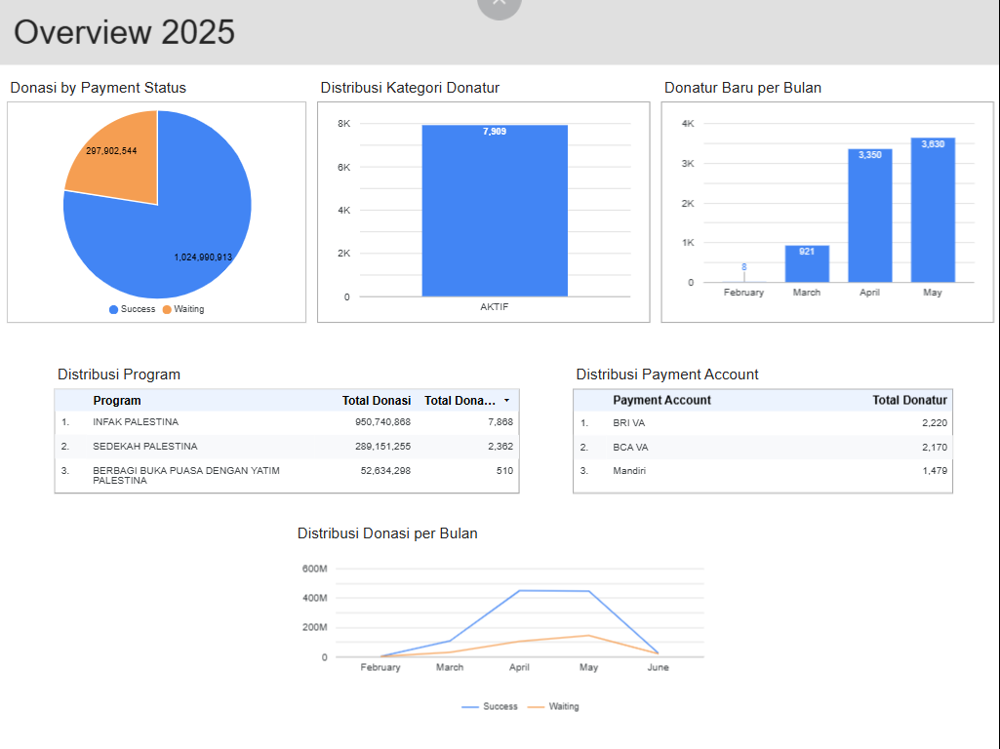 Overview 2025
Donasi by Payment Status
297,902,544
1,024,990,913
Success
Waiting
Distribusi Kategori Donatur
8K
6K
4K
2K
0
7,909
AKTIF
Donatur Baru per Bulan
4K
3K
2K
1K
0
8
921
3,350
3,630
February
March
April
May
Distribusi Program
Program Total Donasi Total Dona...
1. INFAK PALESTINA 950,740,868 7,868
2. SEDEKAH PALESTINA 289,151,255 2,362
3. BERBAGI BUKA PUASA DENGAN YATIM 52,634,298 510
PALESTINA
Distribusi Payment Account
Payment Account Total Donatur
1. BRI VA 2,220
2. BCA VA 2,170
3. Mandiri 1,479
Distribusi Donasi per Bulan
600M
400M
200M
0
February March April May June
Success Waiting